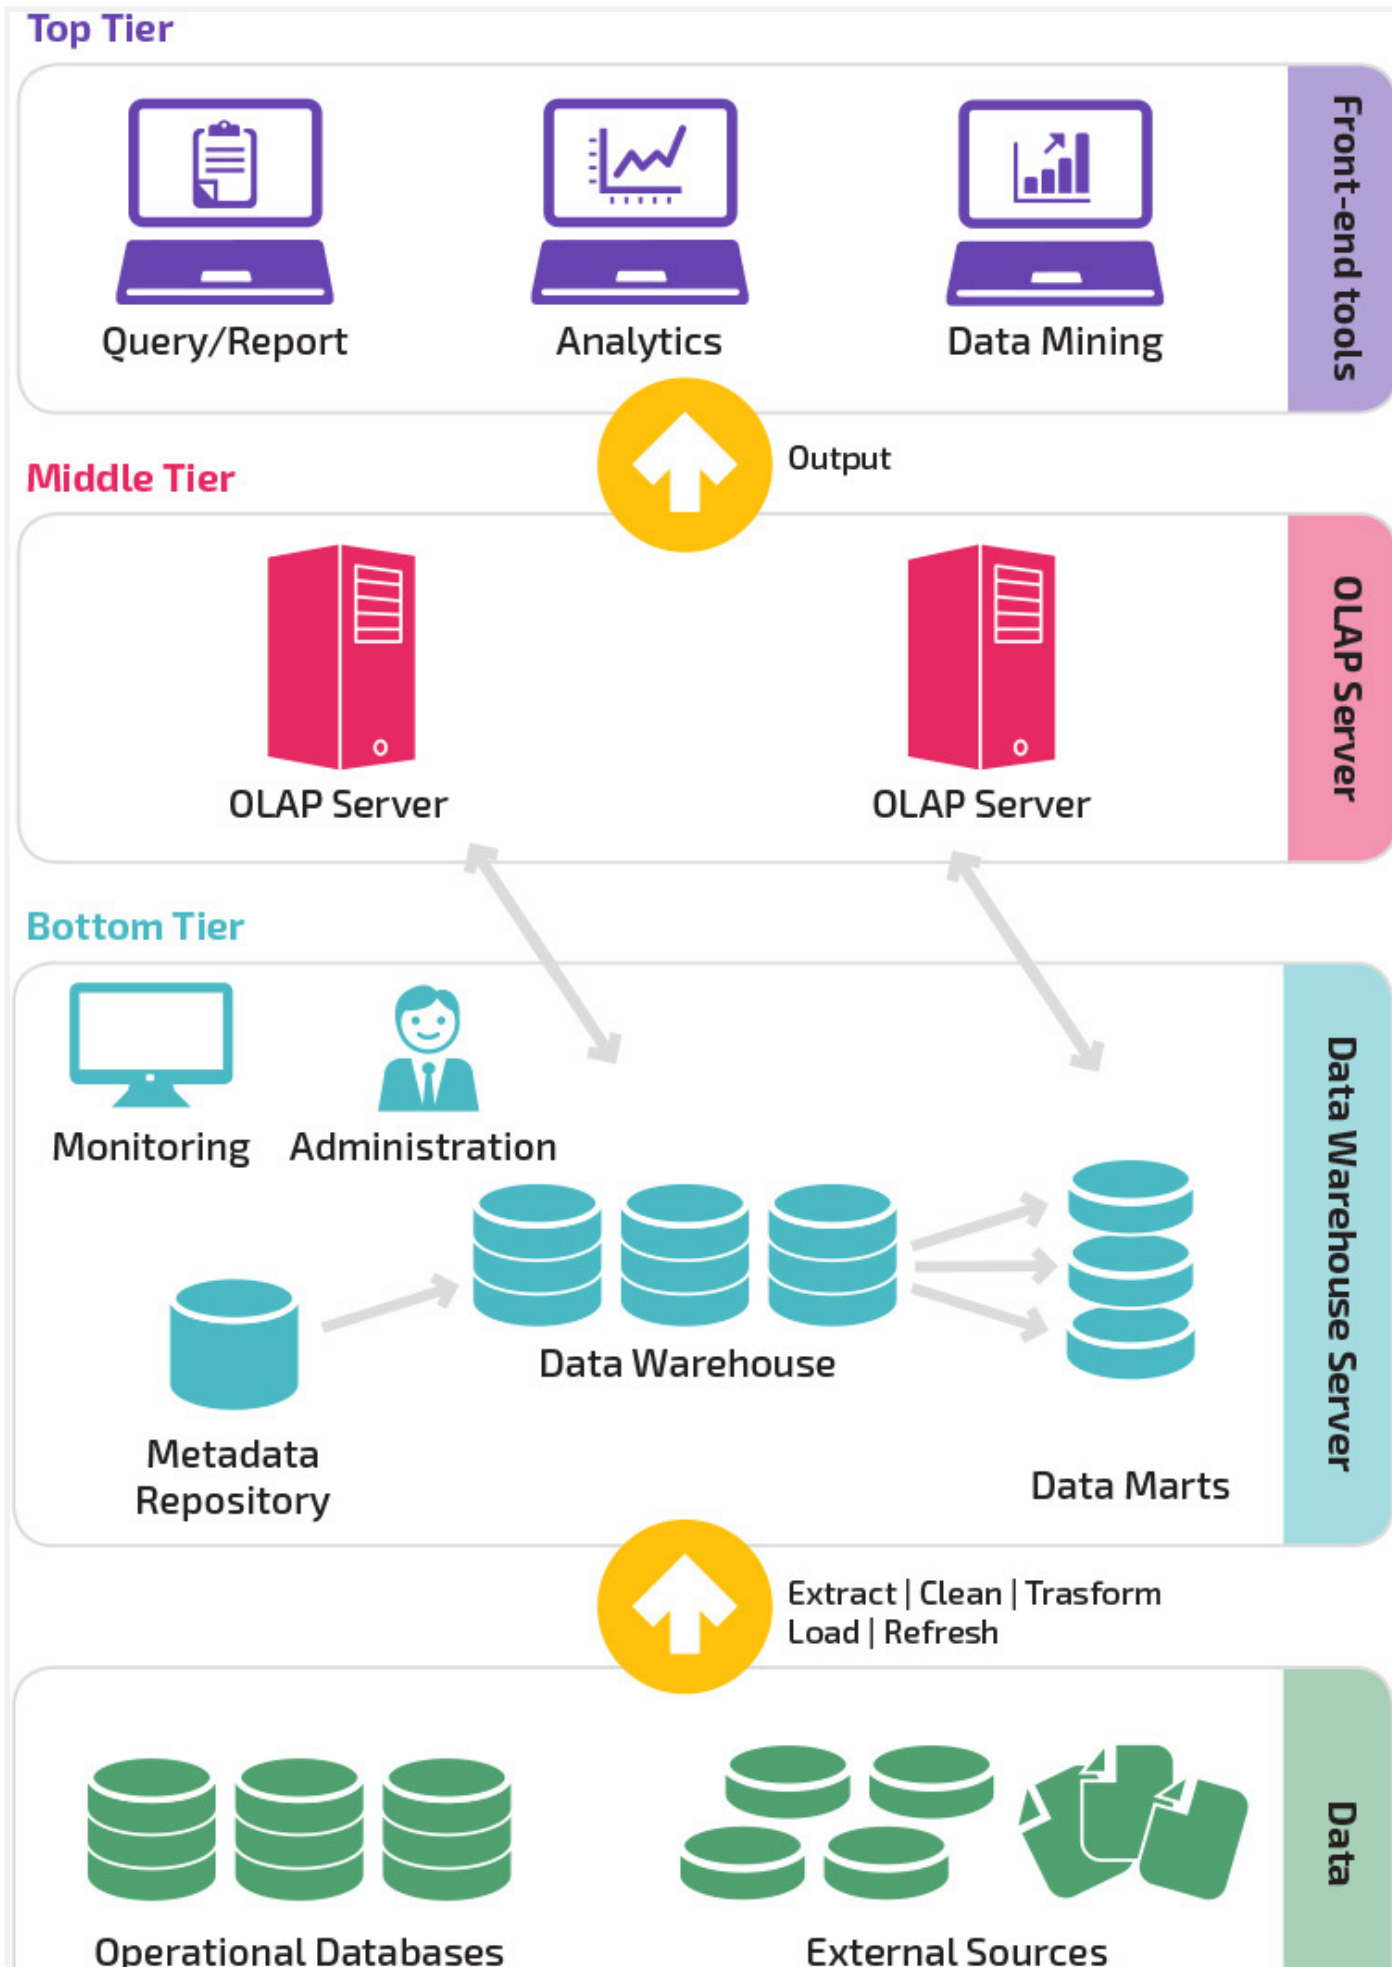 Top Tier
Front-end tools
Query/Report
Analytics
Data Mining
Output
Middle Tier
OLAP Server
OLAP Server
OLAP Server
Bottom Tier
Data Warehouse Server
Monitoring
Administration
Data Warehouse
Metadata
Repository
Data Marts
Extract | Clean | Trasform
Load | Refresh
Data
Operational Databases
External Sources